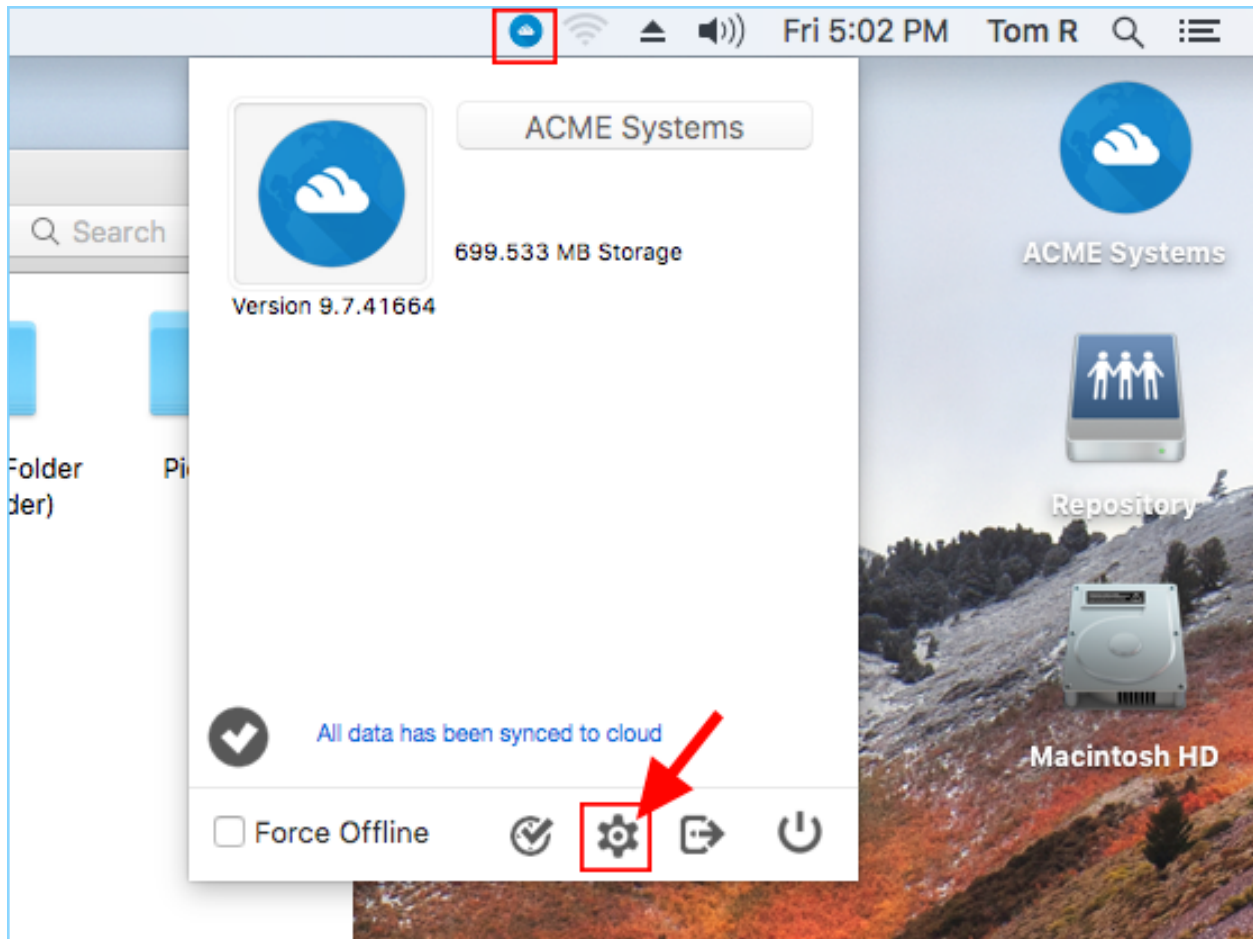 Fri 5:02 PM Tom R
ACME Systems
Search
699.533 MB Storage
ACME Systems
Version 9.7.41664
Folder
Pi
der)
Repository
All data has been synced to cloud
Macintosh HD
Force Offline